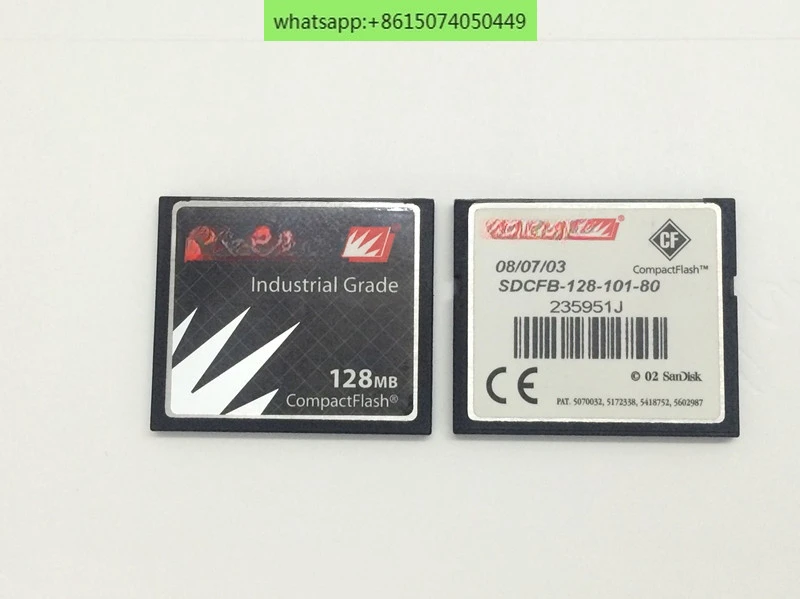 whatsapp:+8615074050449
Industrial Grade
128MB
CompactFlash®
®
CF
CompactFlash™
08/07/03
SDCFB-128-101-80
235951J
© 02 SanDisk
CE
PAT. 5070032, 5172338, 5418752, 5602987